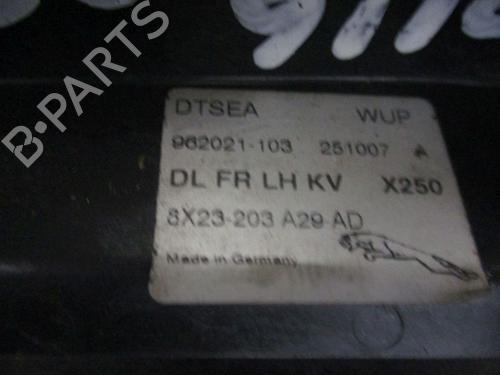 DTSEA WUP
962021-103 251007 A
DL FR LH KV X250
8X23-203 A29-AD
Made in Germany
B-PARTS